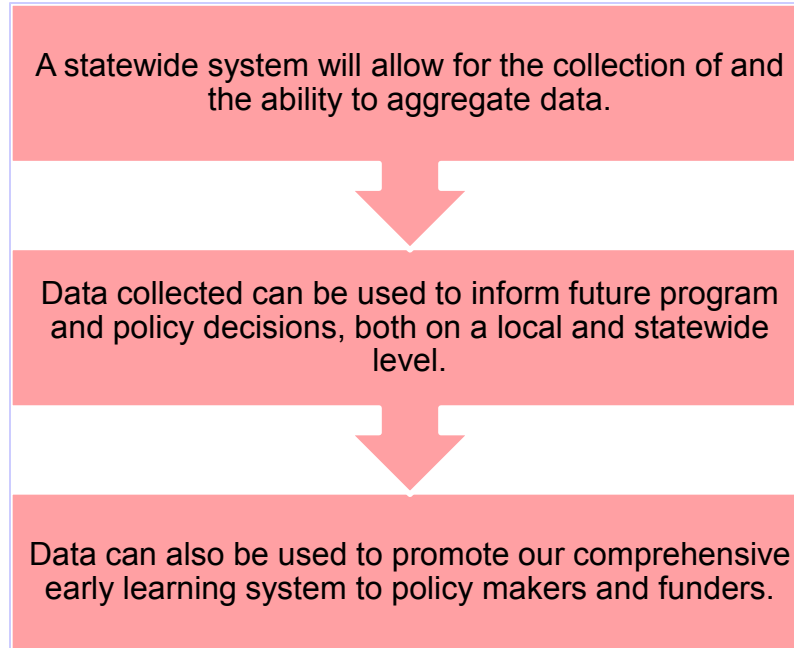 A statewide system will allow for the collection of and
the ability to aggregate data.
Data collected can be used to inform future program
and policy decisions, both on a local and statewide
level.
Data can also be used to promote our comprehensive
early learning system to policy makers and funders.